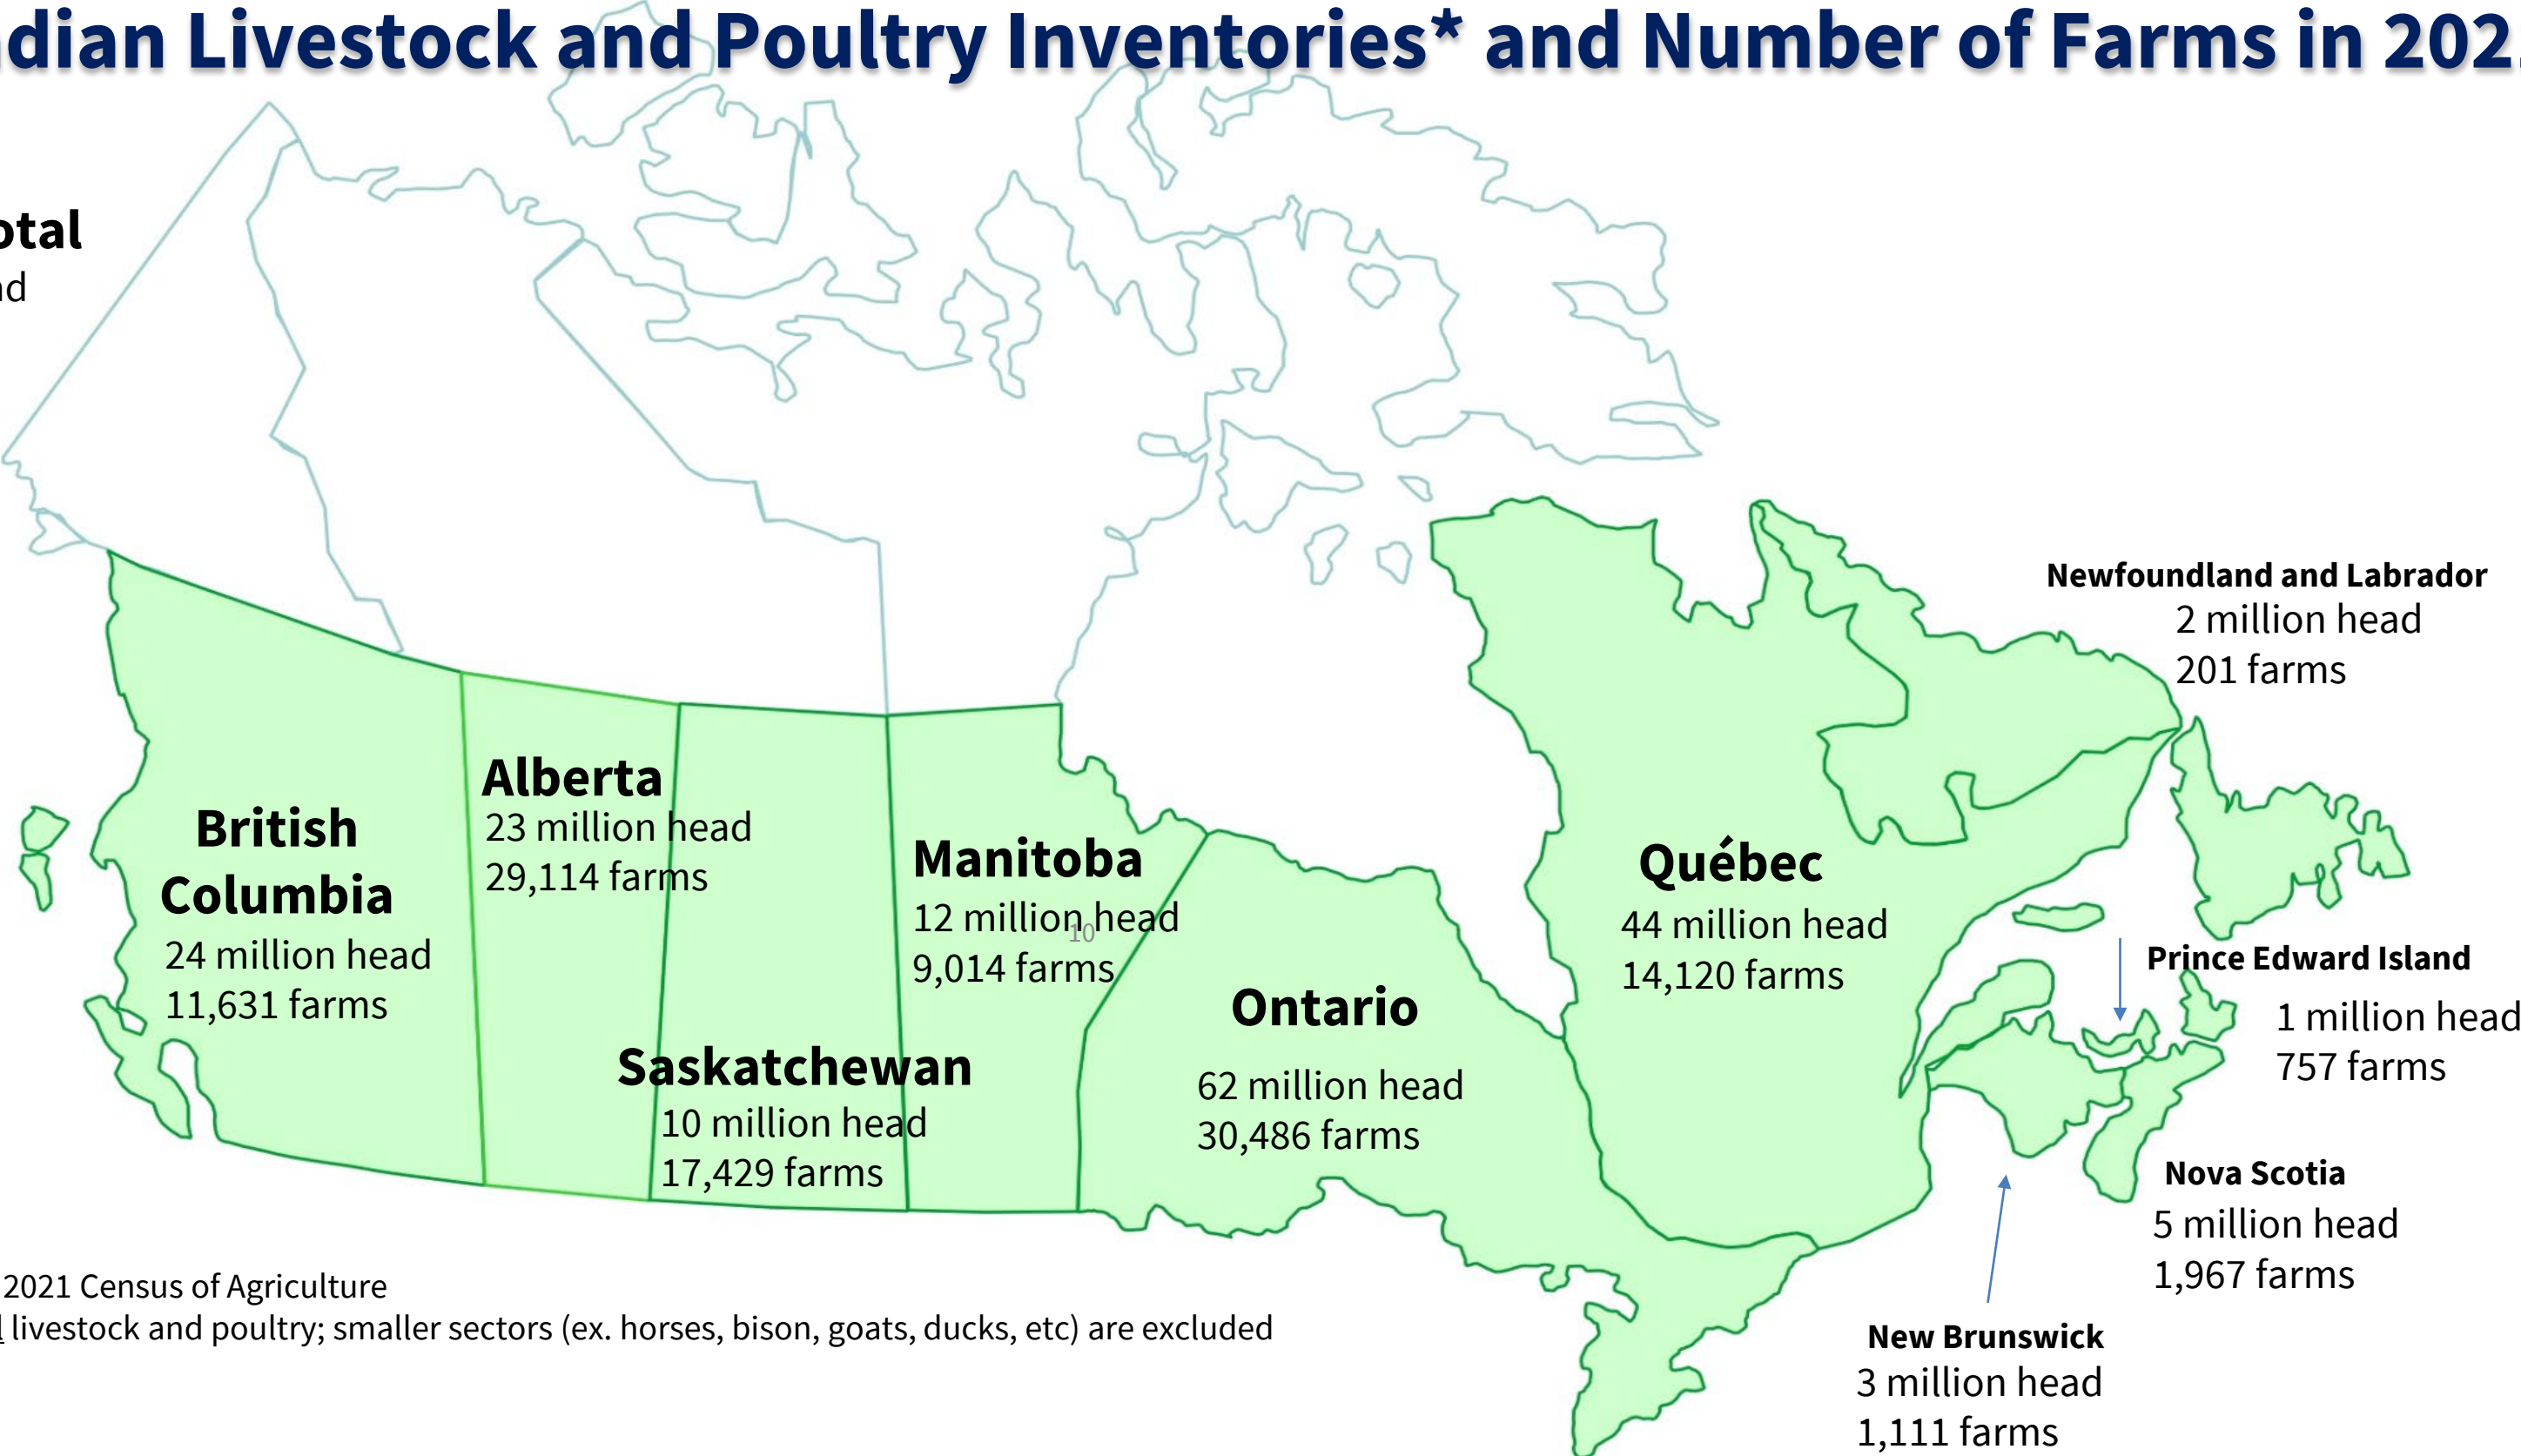 dian Livestock and Poultry Inventories* and Number of Farms in 202
otal
nd
Newfoundland and Labrador
2 million head
201 farms
Alberta
23 million head
29,114 farms
British
Columbia
24 million head
11,631 farms
Manitoba
12 million head
10
9,014 farms
Québec
44 million head
14,120 farms
Prince Edward Island
1 million head
757 farms
Ontario
62 million head
30,486 farms
Saskatchewan
10 million head
17,429 farms
Nova Scotia
5 million head
1,967 farms
2021 Census of Agriculture
l livestock and poultry; smaller sectors (ex. horses, bison, goats, ducks, etc) are excluded
New Brunswick
3 million head
1,111 farms